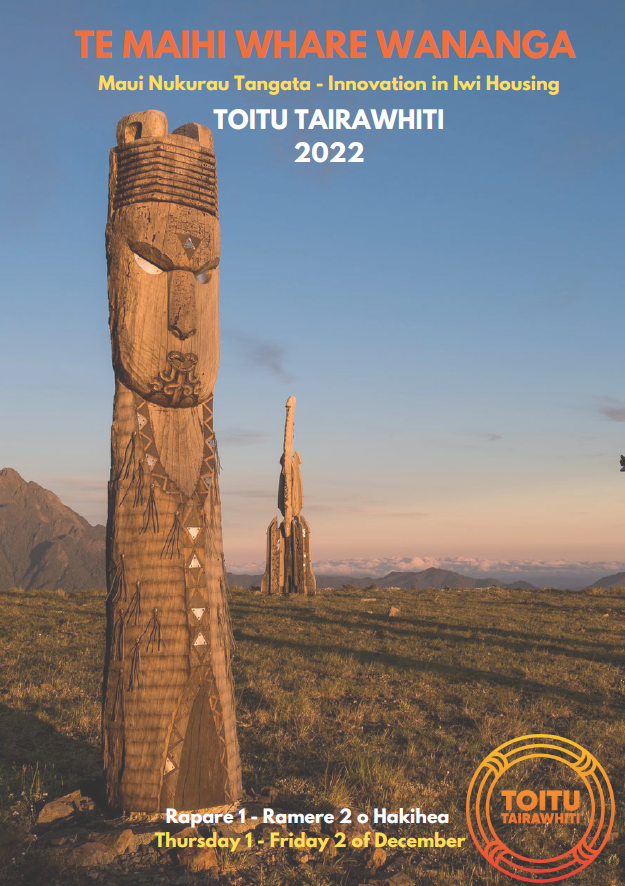 TE MAIHI WHARE WANANGA
Maui Nukurau Tangata - Innovation in Iwi Housing
TOITU TAIRAWHITI
2022
Rapare 1 - Ramere 2 o Hakihea
Thursday 1 - Friday 2 of December
TOITU
TAIRAWHITI